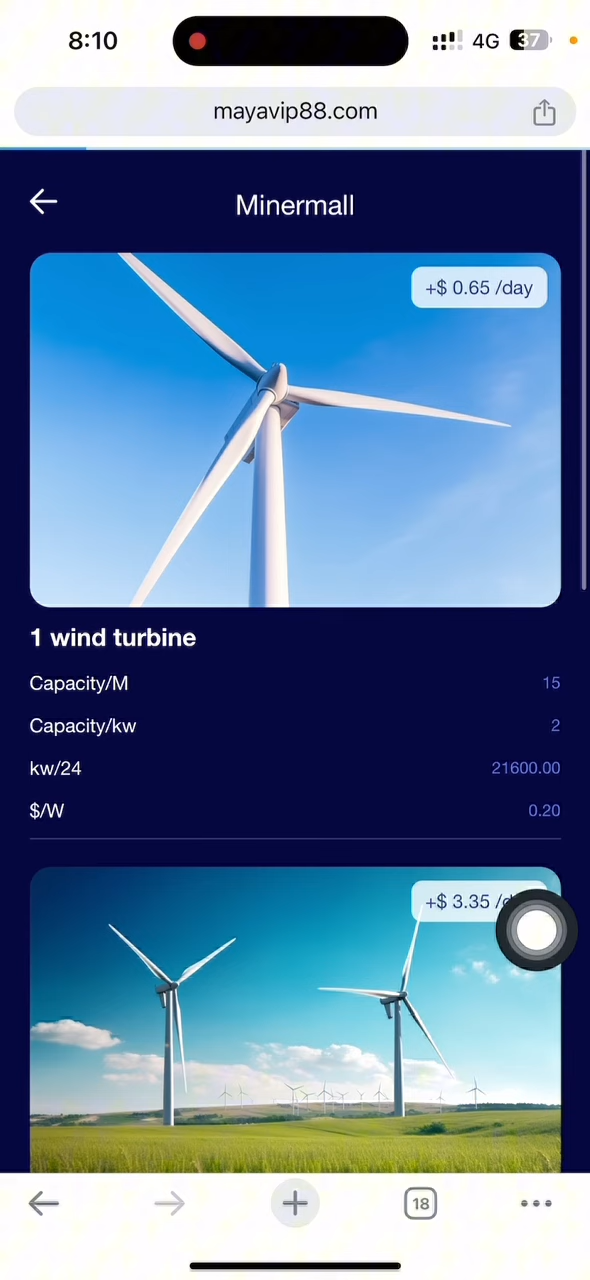 8:10
4G
37
mayavip88.com
Minermall
+$ 0.65 /day
1 wind turbine
Capacity/M 15
Capacity/kw 2
kw/24 21600.00
$/W 0.20
+$ 3.35
18